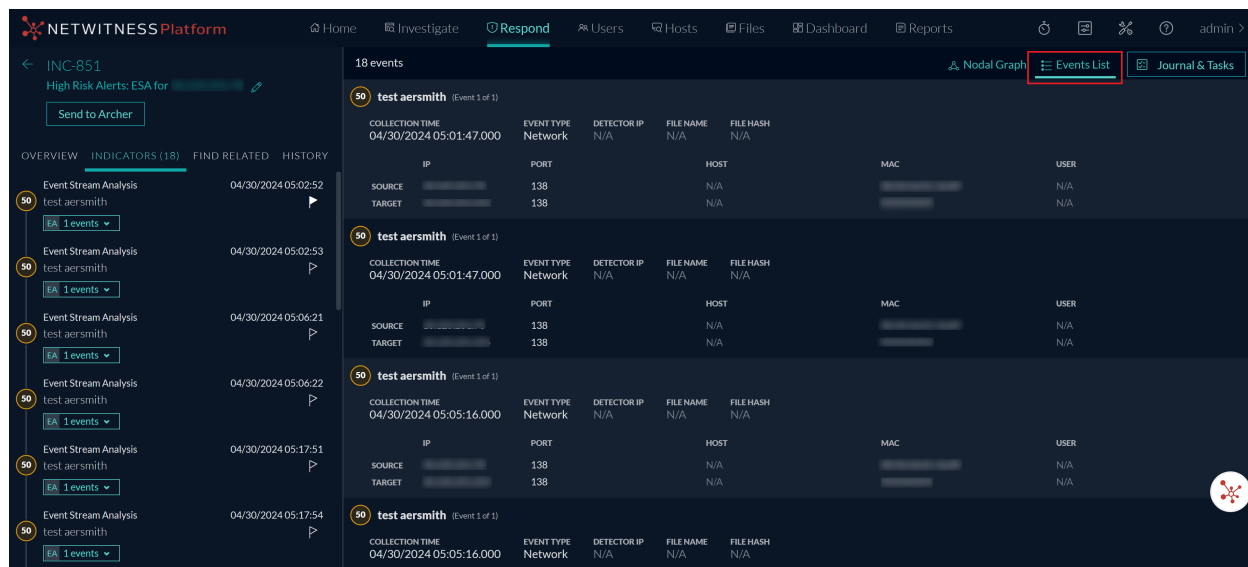 NETWITNESS Platform
Home Investigate Respond Users Hosts Files Dashboard Reports admin >
INC-851
High Risk Alerts: ESA for
Send to Archer
OVERVIEW INDICATORS (18) FIND RELATED HISTORY
Event Stream Analysis 04/30/2024 05:02:52
50 test aersmith
EA 1 events
Event Stream Analysis 04/30/2024 05:02:53
50 test aersmith
EA 1 events
Event Stream Analysis 04/30/2024 05:06:21
50 test aersmith
EA 1 events
Event Stream Analysis 04/30/2024 05:06:22
50 test aersmith
EA 1 events
Event Stream Analysis 04/30/2024 05:17:51
50 test aersmith
EA 1 events
Event Stream Analysis 04/30/2024 05:17:54
50 test aersmith
EA 1 events
18 events Nodal Graph Events List Journal & Tasks
50 test aersmith (Event 1 of 1)
COLLECTION TIME EVENT TYPE DETECTOR IP FILE NAME FILE HASH
04/30/2024 05:01:47.000 Network N/A N/A N/A
IP PORT HOST MAC USER
SOURCE 138 N/A N/A
TARGET 138 N/A N/A
50 test aersmith (Event 1 of 1)
COLLECTION TIME EVENT TYPE DETECTOR IP FILE NAME FILE HASH
04/30/2024 05:01:47.000 Network N/A N/A N/A
IP PORT HOST MAC USER
SOURCE 138 N/A N/A
TARGET 138 N/A N/A
50 test aersmith (Event 1 of 1)
COLLECTION TIME EVENT TYPE DETECTOR IP FILE NAME FILE HASH
04/30/2024 05:05:16.000 Network N/A N/A N/A
IP PORT HOST MAC USER
SOURCE 138 N/A N/A
TARGET 138 N/A N/A
50 test aersmith (Event 1 of 1)
COLLECTION TIME EVENT TYPE DETECTOR IP FILE NAME FILE HASH
04/30/2024 05:05:16.000 Network N/A N/A N/A